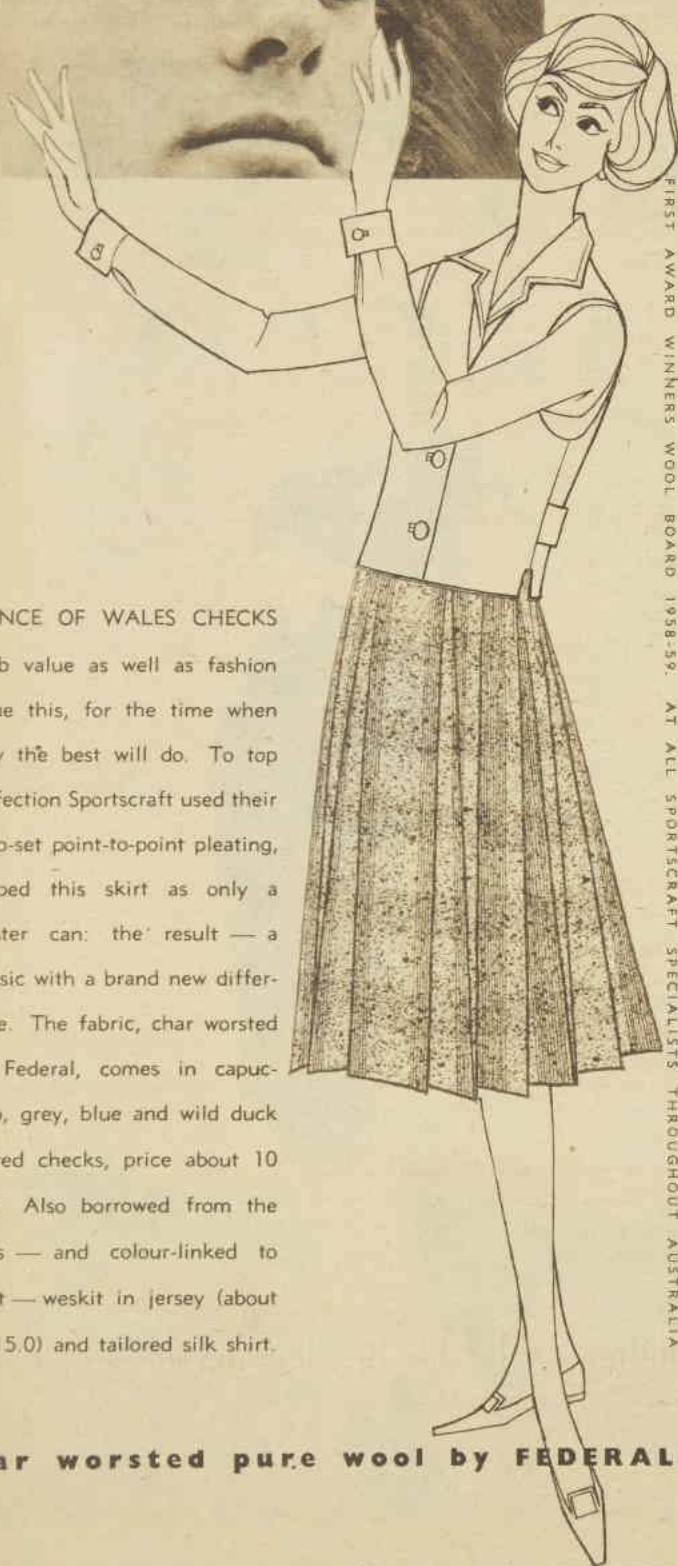 NCE OF WALES CHECKS
b value as well as fashion
e this, for the time when
y the best will do. To top
fection Sportscraft used their
o-set point-to-point pleating,
ped this skirt as only a
ter can: the result — a
sic with a brand new differ-
e. The fabric, char worsted
Federal, comes in capuc-
o, grey, blue and wild duck
ed checks, price about 10
Also borrowed from the
s — and colour-linked to
t — weskit in jersey (about
5.0) and tailored silk shirt.
ar worsted pure wool by FEDERAL
FIRST AWARD WINNERS WOOL BOARD 1958-59. AT ALL SPORTSCRAFT SPECIALISTS THROUGHOUT AUSTRALIA